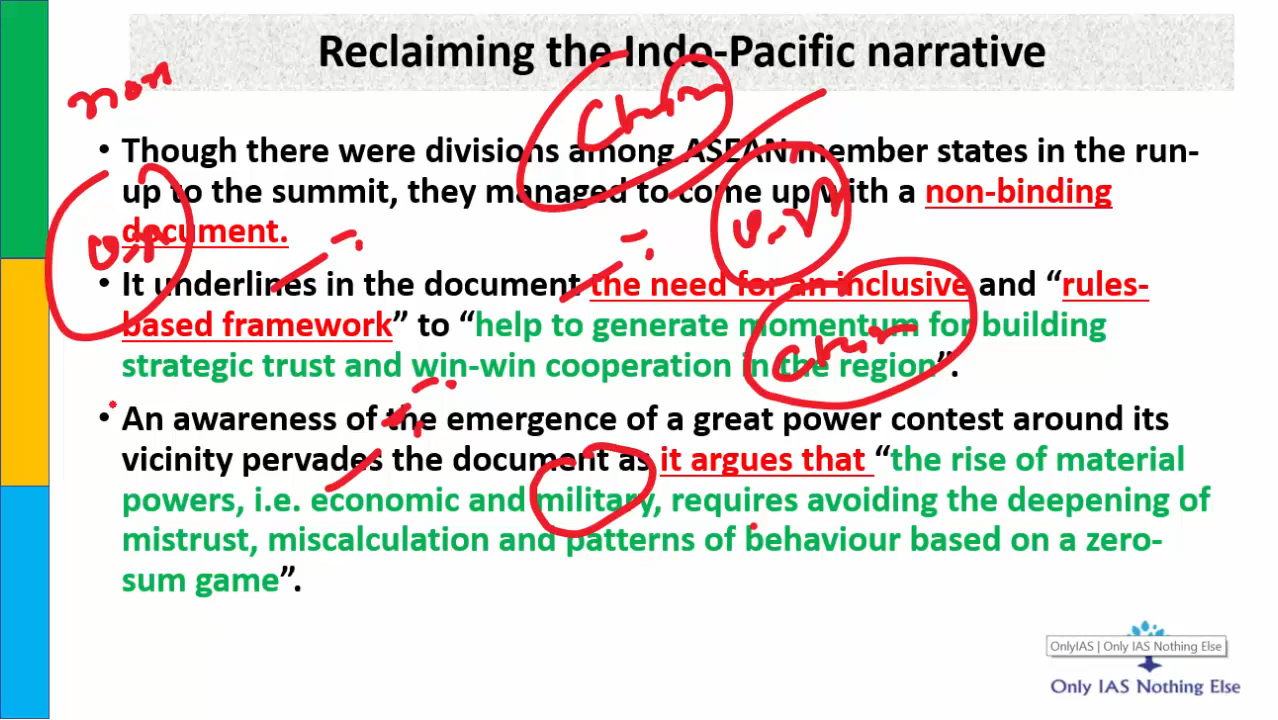 Reclaiming the Indo-Pacific narrative
non
China
• Though there were divisions among ASEAN member states in the run-
up to the summit, they managed to come up with a non-binding
document.
• It underlines in the document the need for an inclusive and “rules-
based framework” to “help to generate momentum for building
strategic trust and win-win cooperation in the region”.
• An awareness of the emergence of a great power contest around its
vicinity pervades the document as it argues that “the rise of material
powers, i.e. economic and military, requires avoiding the deepening of
mistrust, miscalculation and patterns of behaviour based on a zero-
sum game”.
OnlyIAS | Only IAS Nothing Else
Only IAS Nothing Else